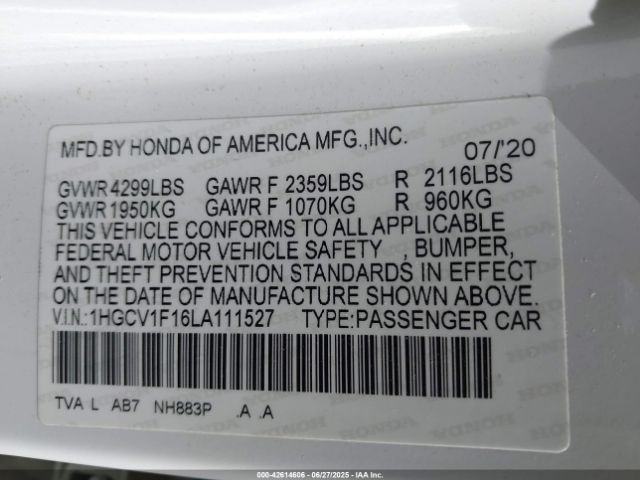 MFD.BY HONDA OF AMERICA MFG.,INC. 07/'20
GVWR 4299LBS GAWR F 2359LBS R 2116LBS
GVWR 1950KG GAWR F 1070KG R 960KG
THIS VEHICLE CONFORMS TO ALL APPLICABLE
FEDERAL MOTOR VEHICLE SAFETY , BUMPER,
AND THEFT PREVENTION STANDARDS IN EFFECT
ON THE DATE OF MANUFACTURE SHOWN ABOVE.
V.I.N.:1HGCV1F16LA111527 TYPE:PASSENGER CAR
TVA L AB7 NH883P .A .A
000-42614606 - 06/27/2025 - IAA Inc.